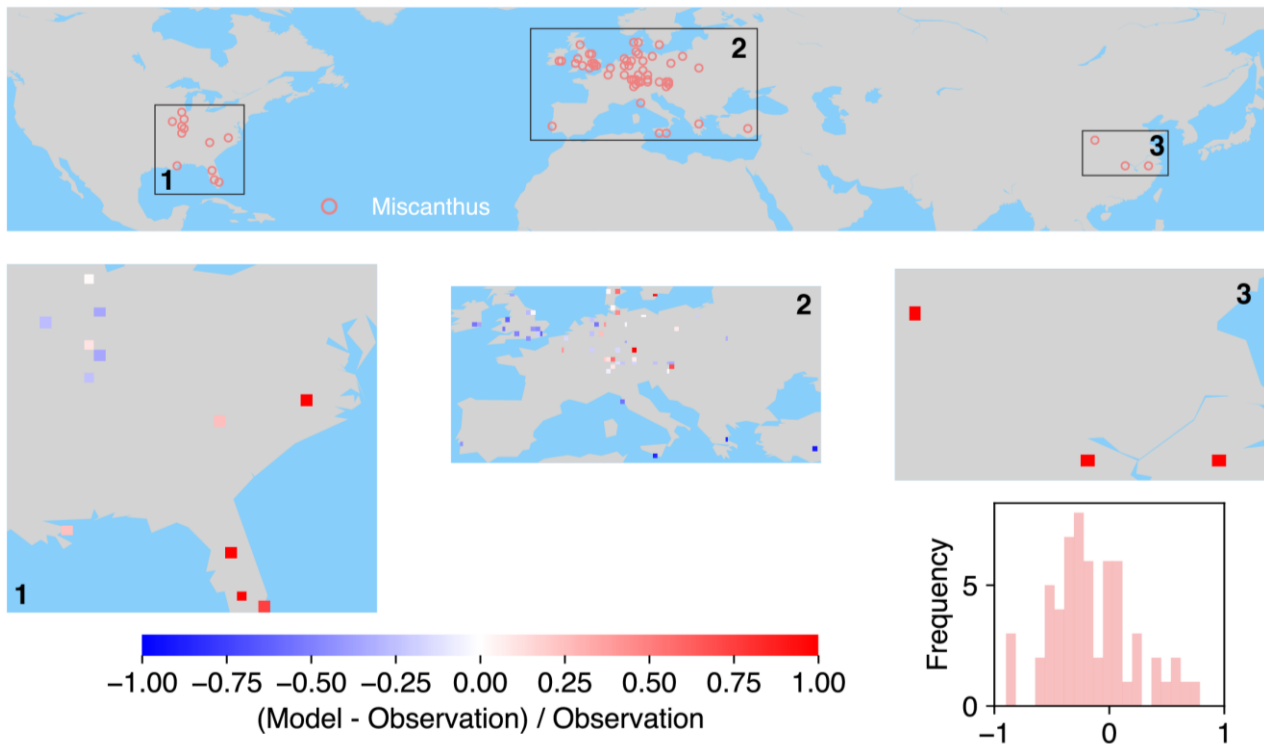 2
3
1
Miscanthus
2
3
1
−1.00 −0.75 −0.50 −0.25 0.00 0.25 0.50 0.75 1.00
(Model - Observation) / Observation
Frequency
5
0
−1 0 1